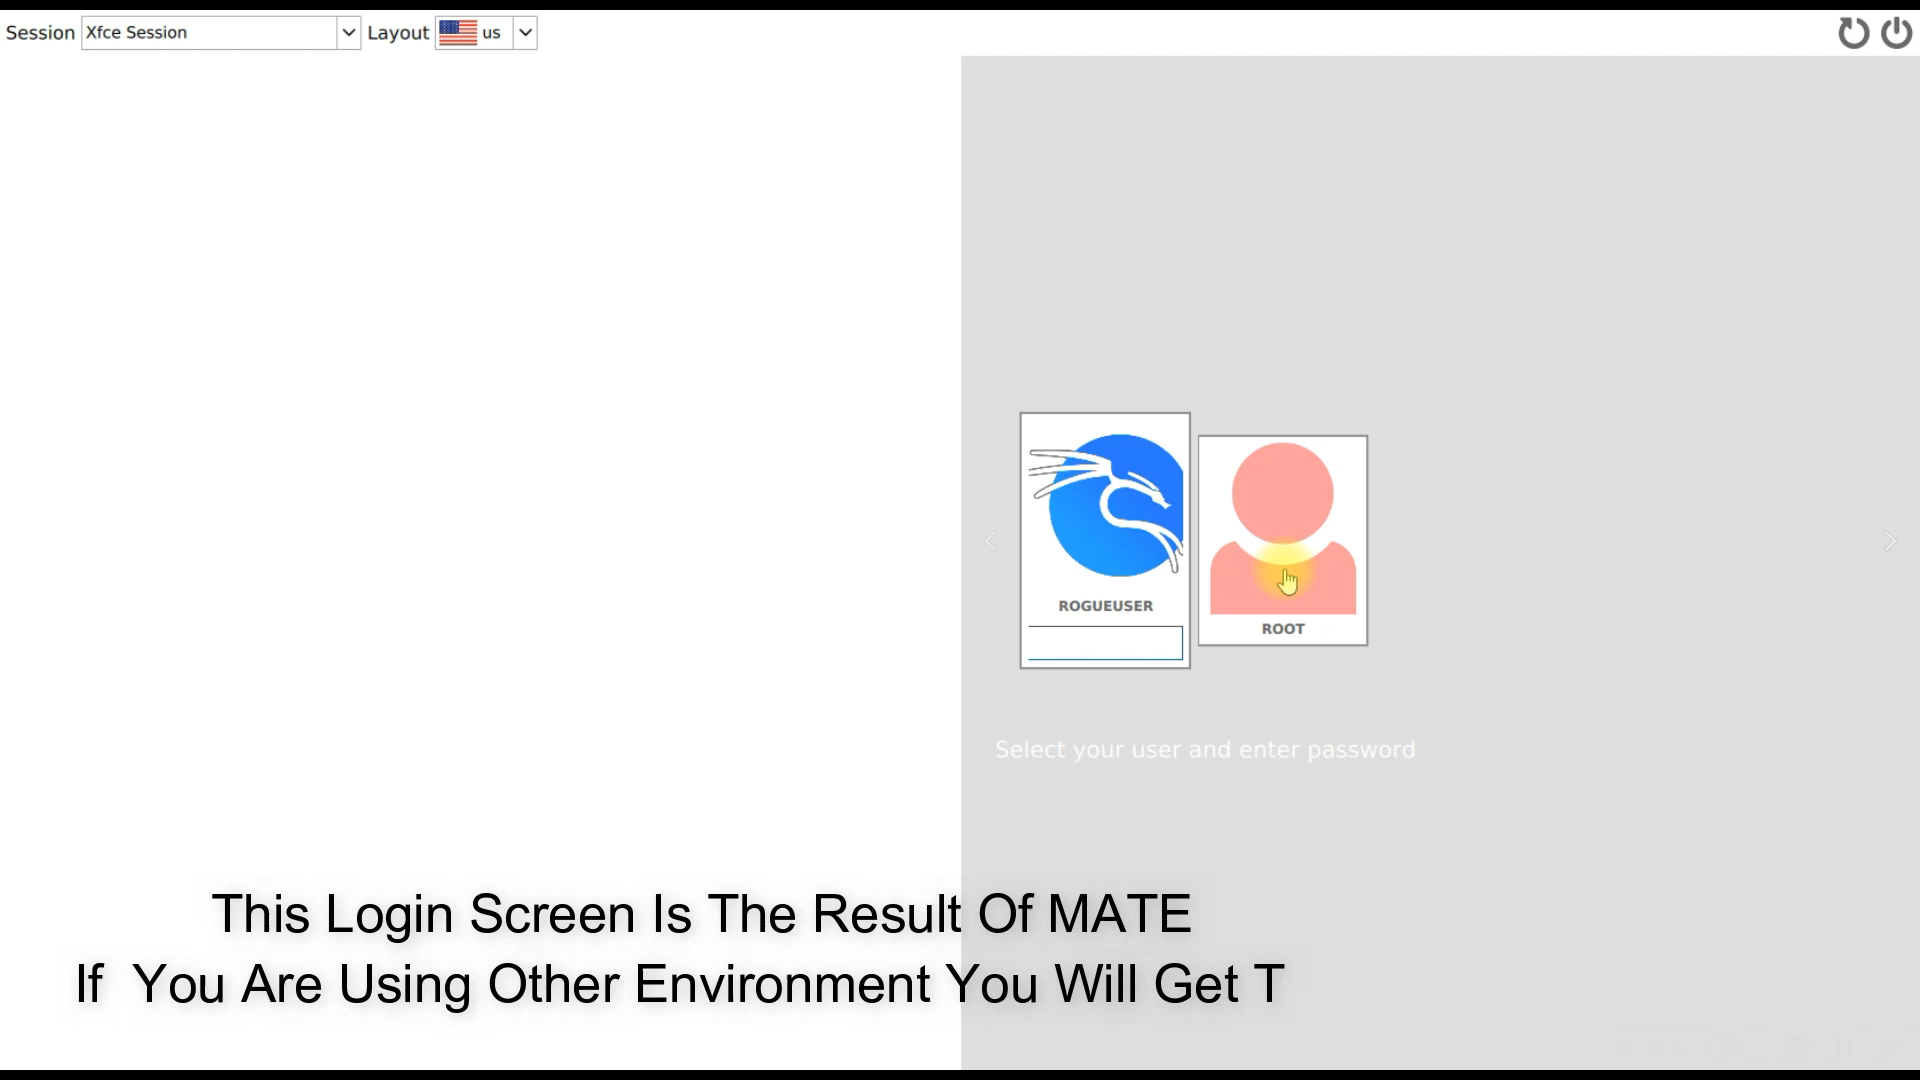 Session Xfce Session Layout us
ROGUEUSER
ROOT
Select your user and enter password
This Login Screen Is The Result Of MATE
If You Are Using Other Environment You Will Get T